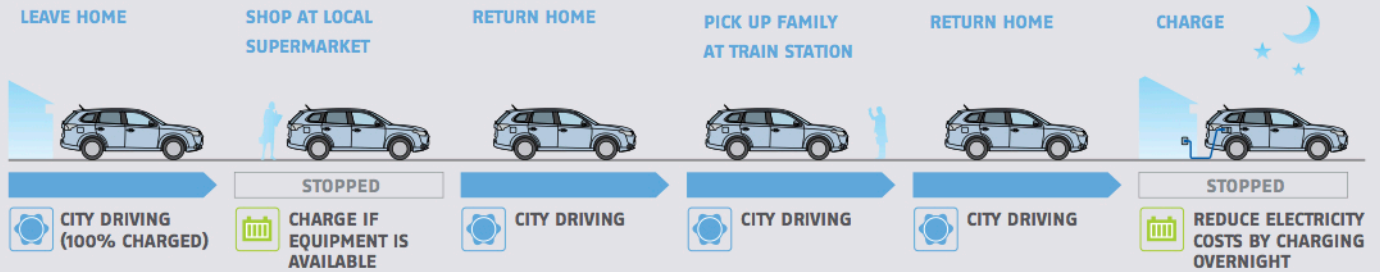 LEAVE HOME
SHOP AT LOCAL
SUPERMARKET
RETURN HOME
PICK UP FAMILY
AT TRAIN STATION
RETURN HOME
CHARGE
STOPPED
STOPPED
CITY DRIVING
(100% CHARGED)
CHARGE IF
EQUIPMENT IS
AVAILABLE
CITY DRIVING
CITY DRIVING
CITY DRIVING
REDUCE ELECTRICITY
COSTS BY CHARGING
OVERNIGHT